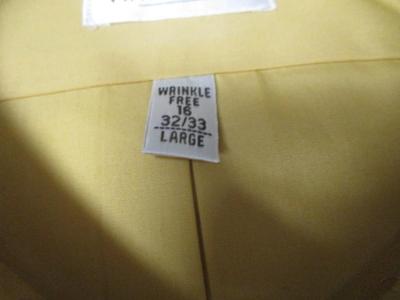 WRINKLE
FREE
16
32/33
LARGE